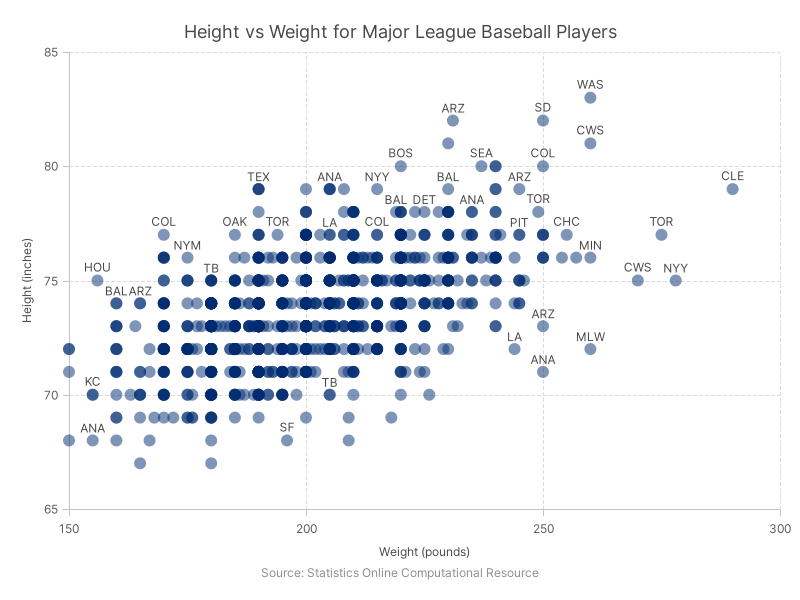 Height vs Weight for Major League Baseball Players
85
WAS
ARZ
SD
CWS
BOS
SEA
COL
80
TEX
ANA
NYY
BAL
ARZ
CLE
BAL
DET
ANA
TOR
COL
OAK
TOR
LA
COL
PIT
CHC
TOR
NYM
MIN
HOU
TB
CWS
NYY
75
BAL
ARZ
ARZ
LA
MLW
ANA
KC
TB
70
ANA
SF
65
150
200
250
300
Height (inches)
Weight (pounds)
Source: Statistics Online Computational Resource